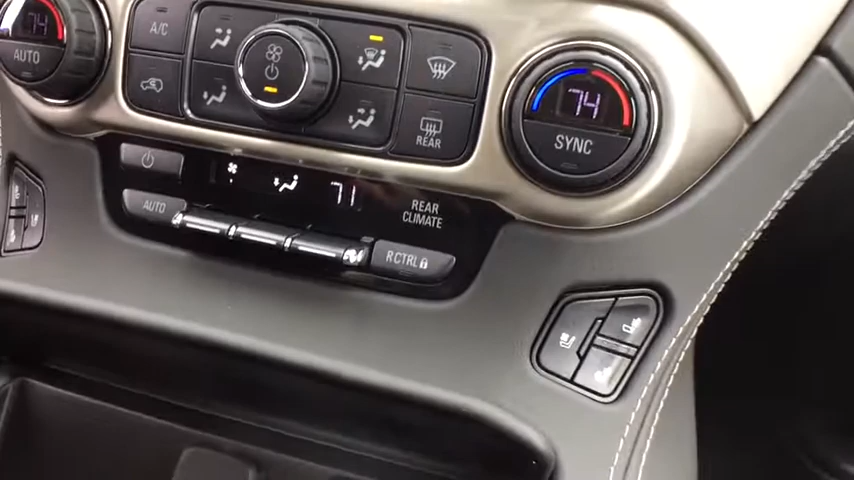 74
AUTO
A/C
REAR
74
SYNC
AUTO
71
REAR
CLIMATE
RCTRL